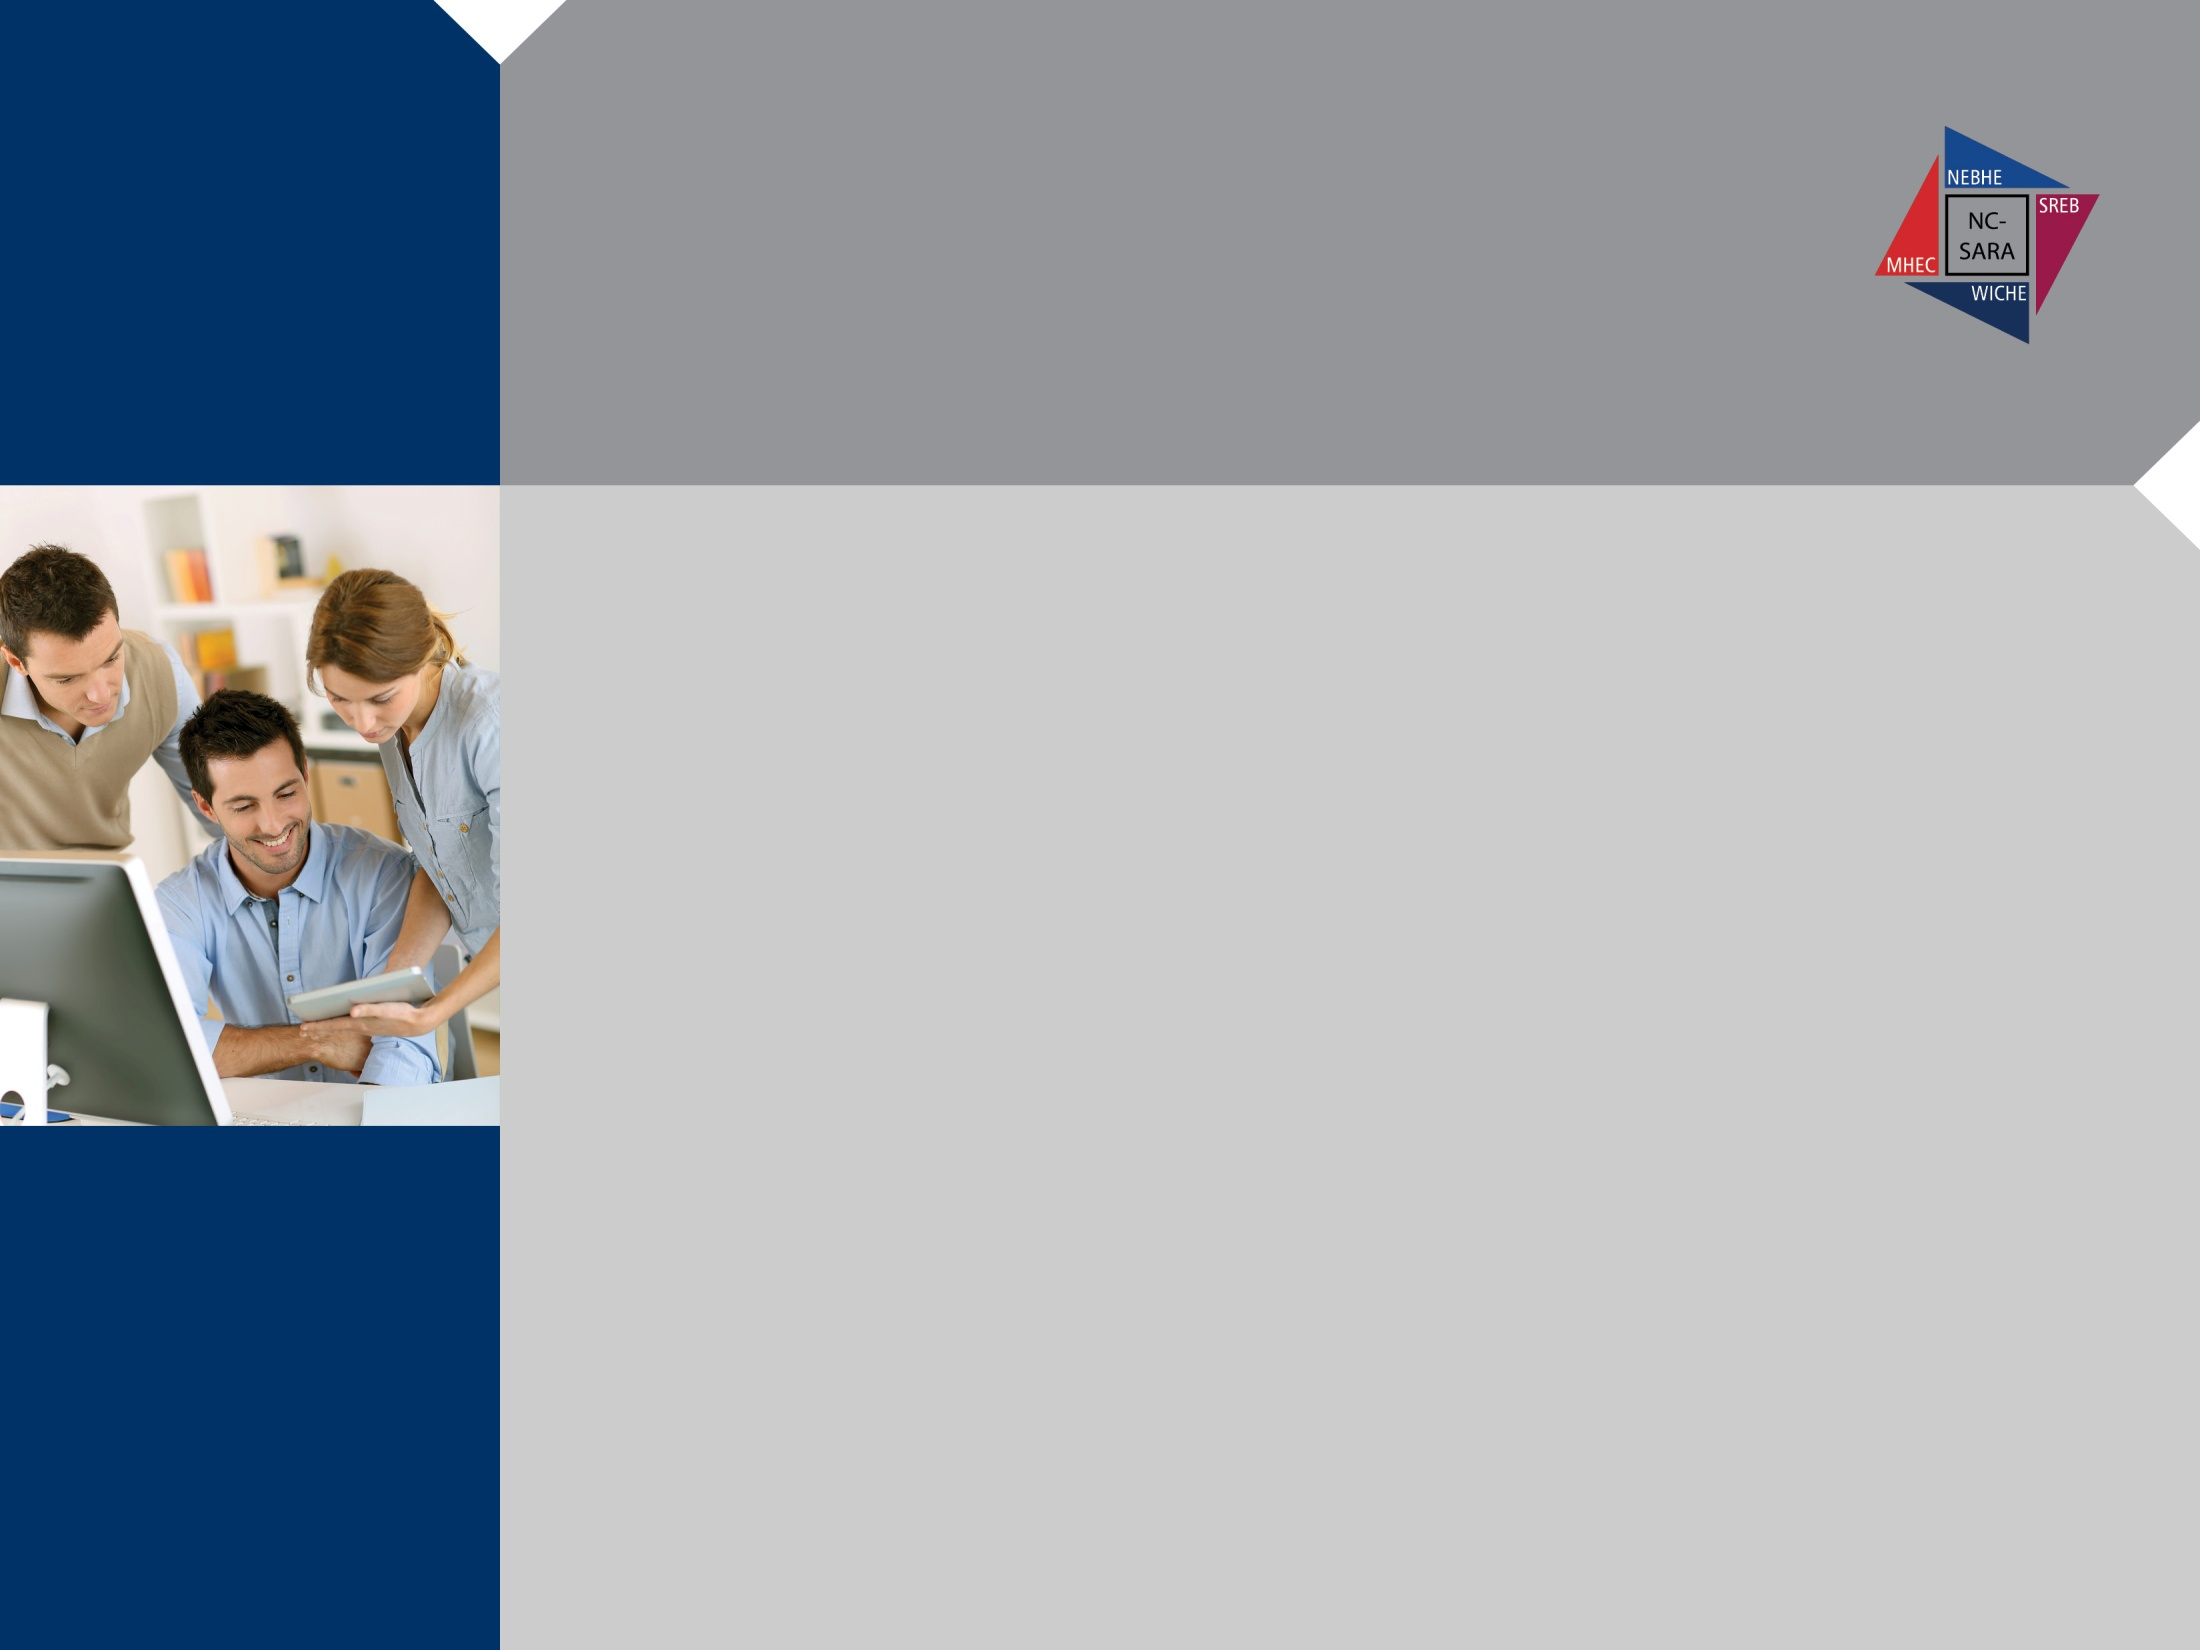 NEBHE
SREB
NC-
SARA
MHEC
WICHE